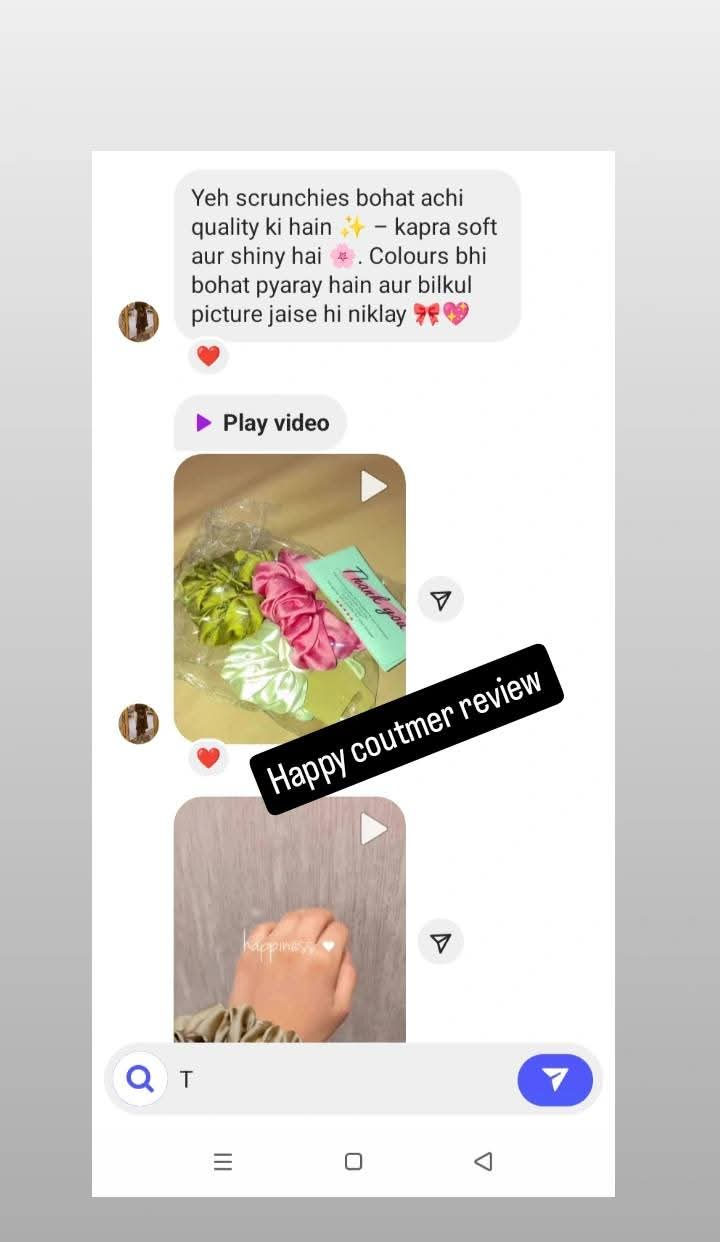 Yeh scrunchies bohat achi
quality ki hain ✨ – kapra soft
aur shiny hai 🌸. Colours bhi
bohat pyaray hain aur bilkul
picture jaise hi niklay 🎀💖
Play video
Thank you
Happy coutmer review
happiness
T